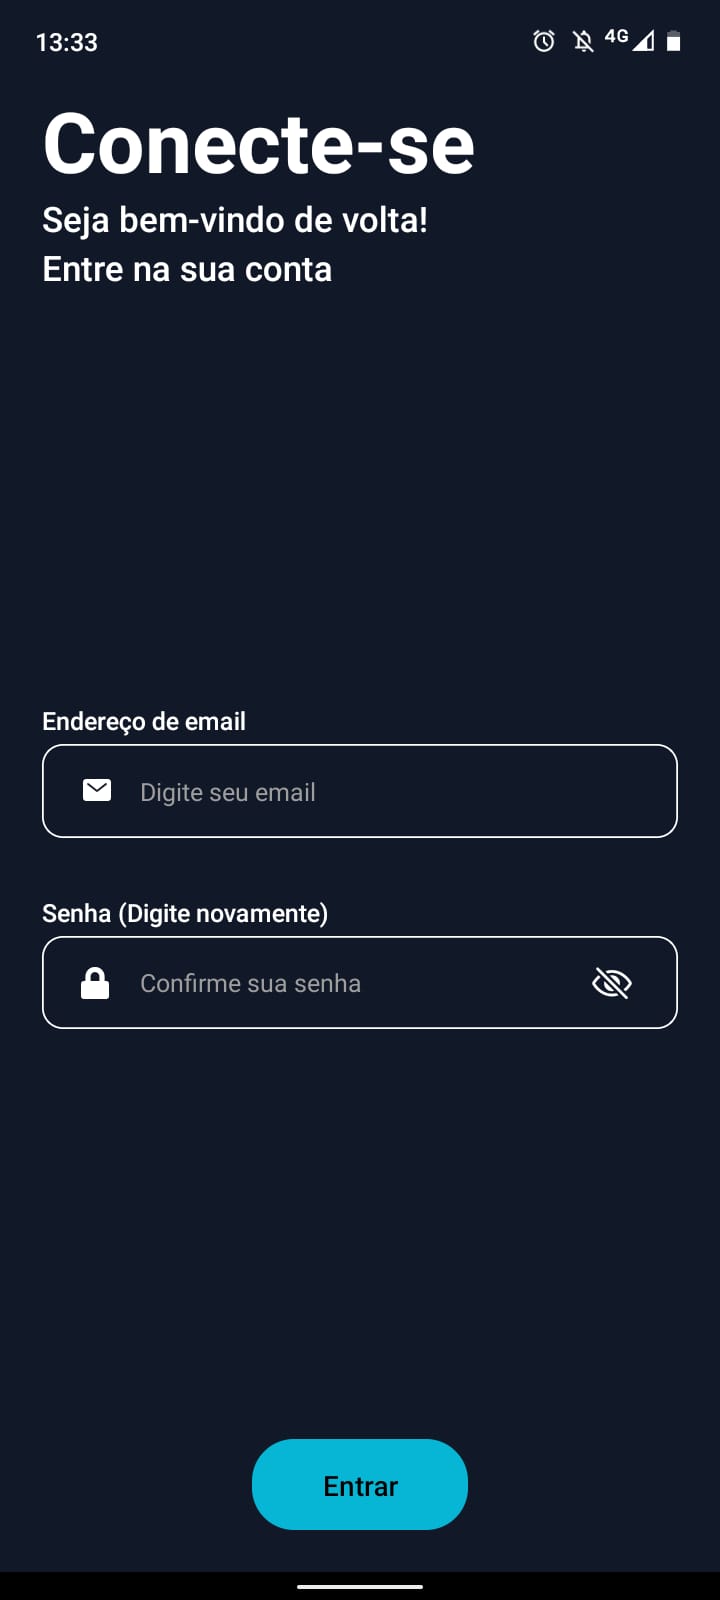 13:33
4G
Conecte-se
Seja bem-vindo de volta!
Entre na sua conta
Endereço de email
Digite seu email
Senha (Digite novamente)
Confirme sua senha
Entrar